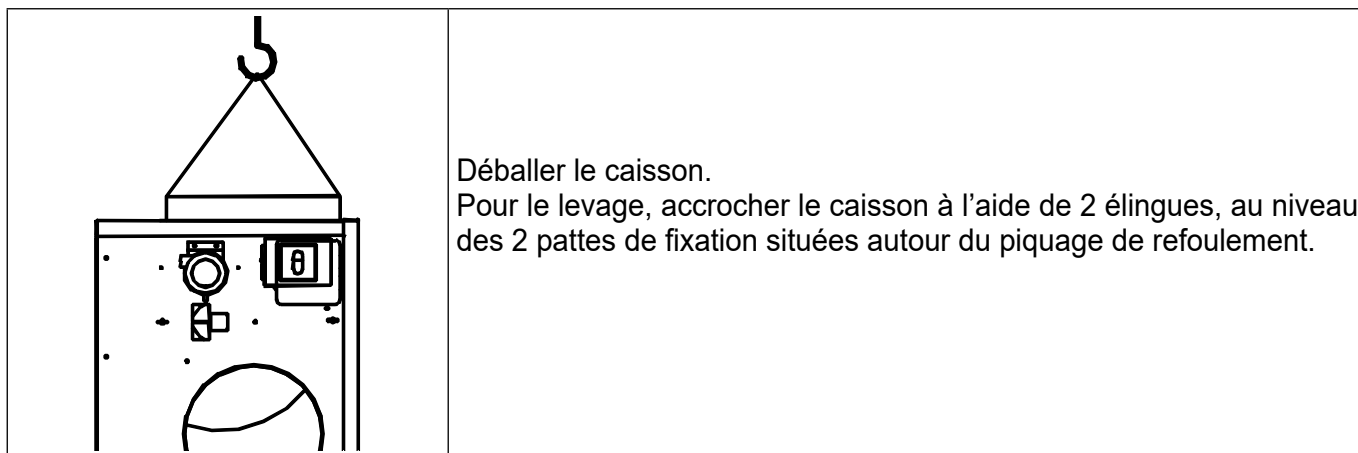 Déballer le caisson.
Pour le levage, accrocher le caisson à l’aide de 2 élingues, au niveau
des 2 pattes de fixation situées autour du piquage de refoulement.